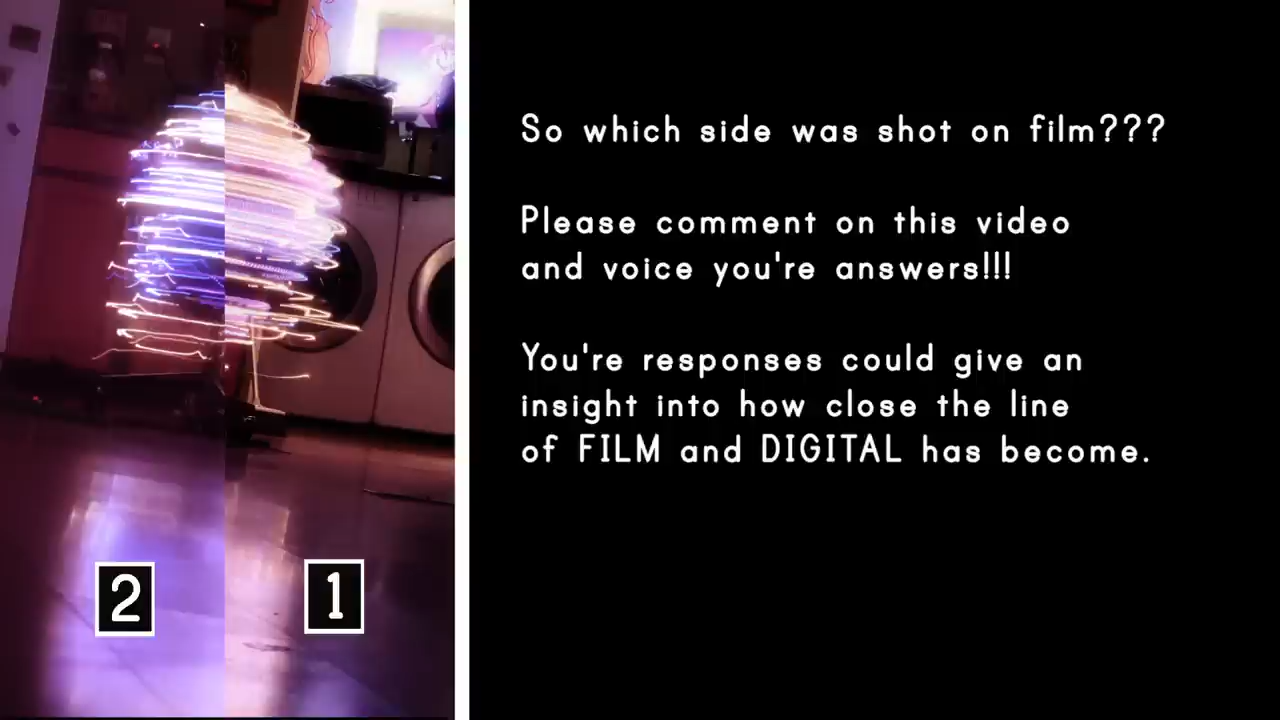 So which side was shot on film???
Please comment on this video
and voice you're answers!!!
You're responses could give an
insight into how close the line
of FILM and DIGITAL has become.
2 1